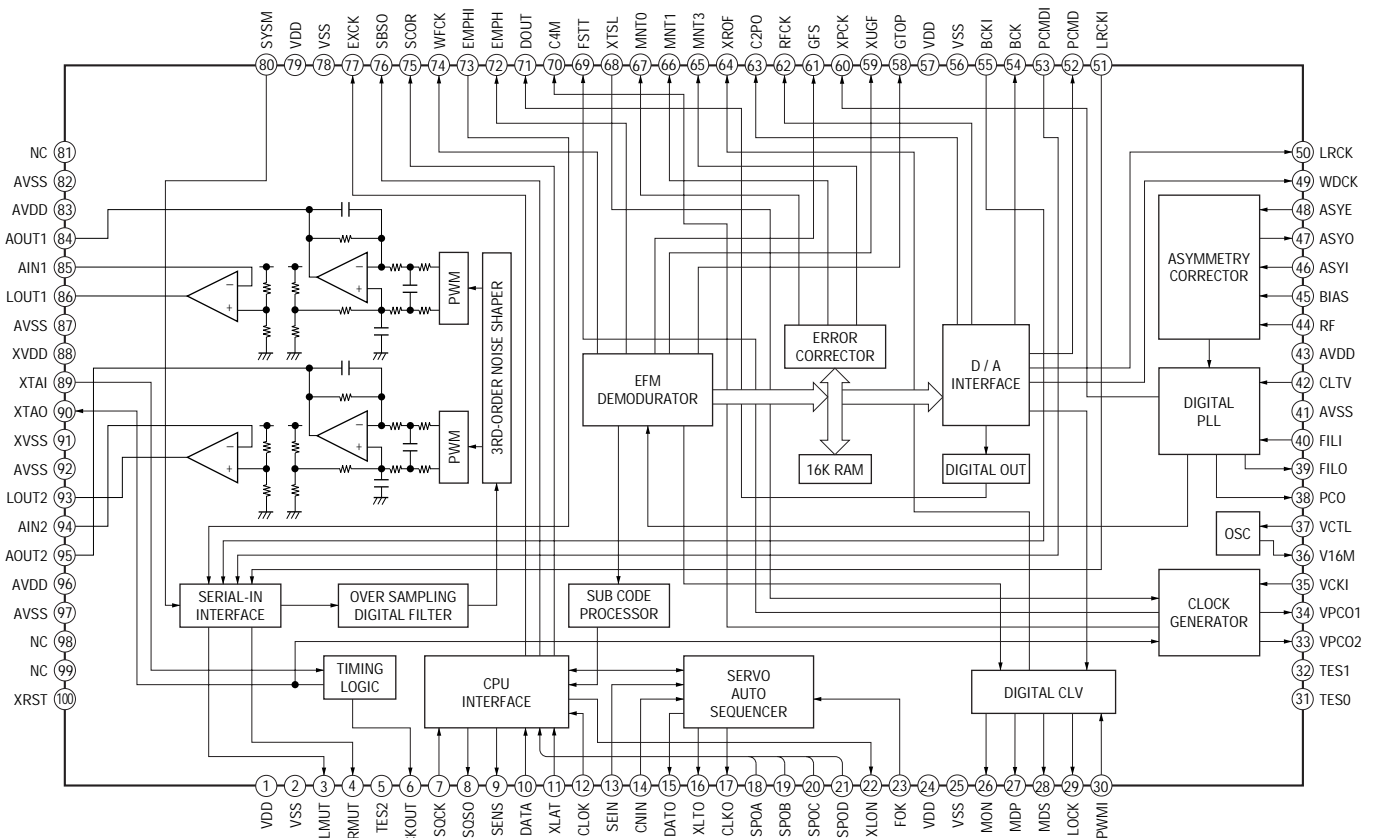 SYSM
VDD
VSS
EXCK
SBSO
SCOR
WFCK
EMPHI
EMPH
DOUT
C4M
FSTT
XTSL
MNT0
MNT1
MNT3
XROF
C2PO
RFCK
GFS
XPCK
XUGF
GTOP
VDD
VSS
BCKI
BCK
PCMDI
PCMD
LRCKI
80
79
78
77
76
75
74
73
72
71
70
69
68
67
66
65
64
63
62
61
60
59
58
57
56
55
54
53
52
51
NC 81
AVSS 82
AVDD 83
AOUT1 84
AIN1 85
LOUT1 86
AVSS 87
XVDD 88
XTAI 89
XTAO 90
XVSS 91
AVSS 92
LOUT2 93
AIN2 94
AOUT2 95
AVDD 96
AVSS 97
NC 98
NC 99
XRST 100
50 LRCK
49 WDCK
48 ASYE
47 ASYO
46 ASYI
45 BIAS
44 RF
43 AVDD
42 CLTV
41 AVSS
40 FILI
39 FILO
38 PCO
37 VCTL
36 V16M
35 VCKI
34 VPCO1
33 VPCO2
32 TES1
31 TES0
−
+
−
+
PWM
3RD-ORDER NOISE SHAPER
−
+
−
+
PWM
ASYMMETRY
CORRECTOR
ERROR
CORRECTOR
D / A
INTERFACE
EFM
DEMODURATOR
DIGITAL
PLL
16K RAM
DIGITAL OUT
OSC
SERIAL-IN
INTERFACE
OVER SAMPLING
DIGITAL FILTER
SUB CODE
PROCESSOR
CLOCK
GENERATOR
TIMING
LOGIC
CPU
INTERFACE
SERVO
AUTO
SEQUENCER
DIGITAL CLV
1
2
3
4
5
6
7
8
9
10
11
12
13
14
15
16
17
18
19
20
21
22
23
24
25
26
27
28
29
30
VDD
VSS
LMUT
RMUT
TES2
CKOUT
SQCK
SQSO
SENS
DATA
XLAT
CLOK
SEIN
CNIN
DATO
XLTO
CLKO
SPOA
SPOB
SPOC
SPOD
XLON
FOK
VDD
VSS
MON
MDP
MDS
LOCK
PWMI